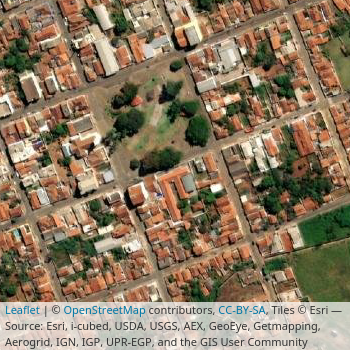 Leaflet | © OpenStreetMap contributors, CC-BY-SA, Tiles © Esri —
Source: Esri, i-cubed, USDA, USGS, AEX, GeoEye, Getmapping,
Aerogrid, IGN, IGP, UPR-EGP, and the GIS User Community